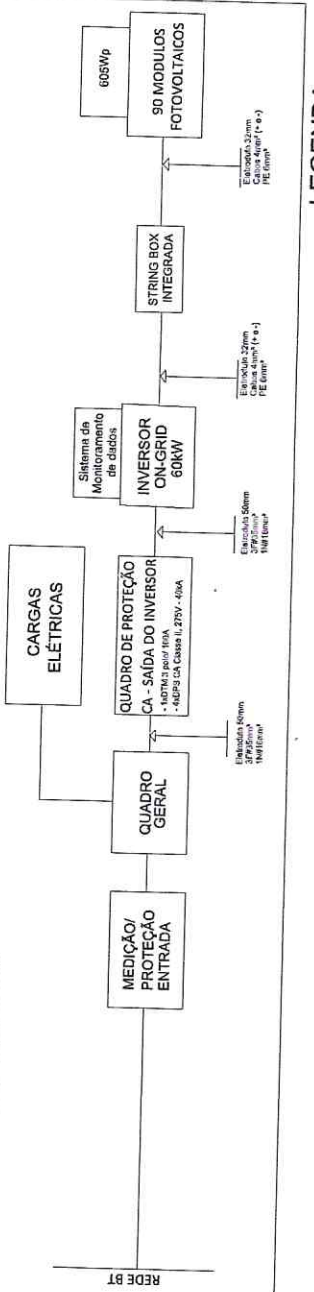 REDE BT
MEDIÇÃO/
PROTEÇÃO
ENTRADA
QUADRO
GERAL
CARGAS
ELÉTRICAS
QUADRO DE PROTEÇÃO
CA - SAÍDA DO INVERSOR
• 1xDTM 3 polo/ 100A
• 4xDPS CA Classe II, 275V - 40kA
Eletroduto 50mm
3F#35mm²
1N#16mm²
Sistema de
Monitoramento
de dados
INVERSOR
ON-GRID
60kW
Eletroduto 50mm
3F#35mm²
1N#16mm²
STRING BOX
INTEGRADA
Eletroduto 32mm
Cabos 4mm² (+ e -)
PE 6mm²
605Wp
90 MODULOS
FOTOVOLTAICOS
Eletroduto 32mm
Cabos 4mm² (+ e -)
PE 6mm²